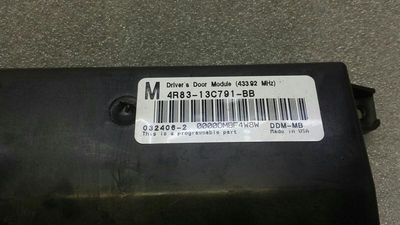 M Driver's Door Module (433.92 MHz)
4R83-13C791-BB
032406-2 0000DMBF4W8W DDM-MB
This is a programmable part Made in USA